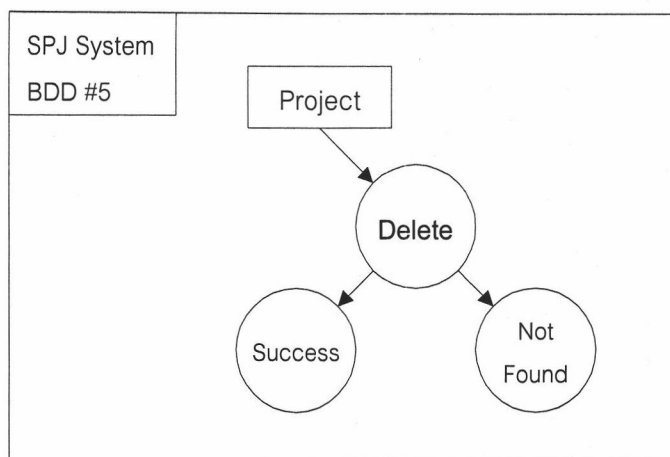 SPJ System
BDD #5
Project
Delete
Success
Not
Found